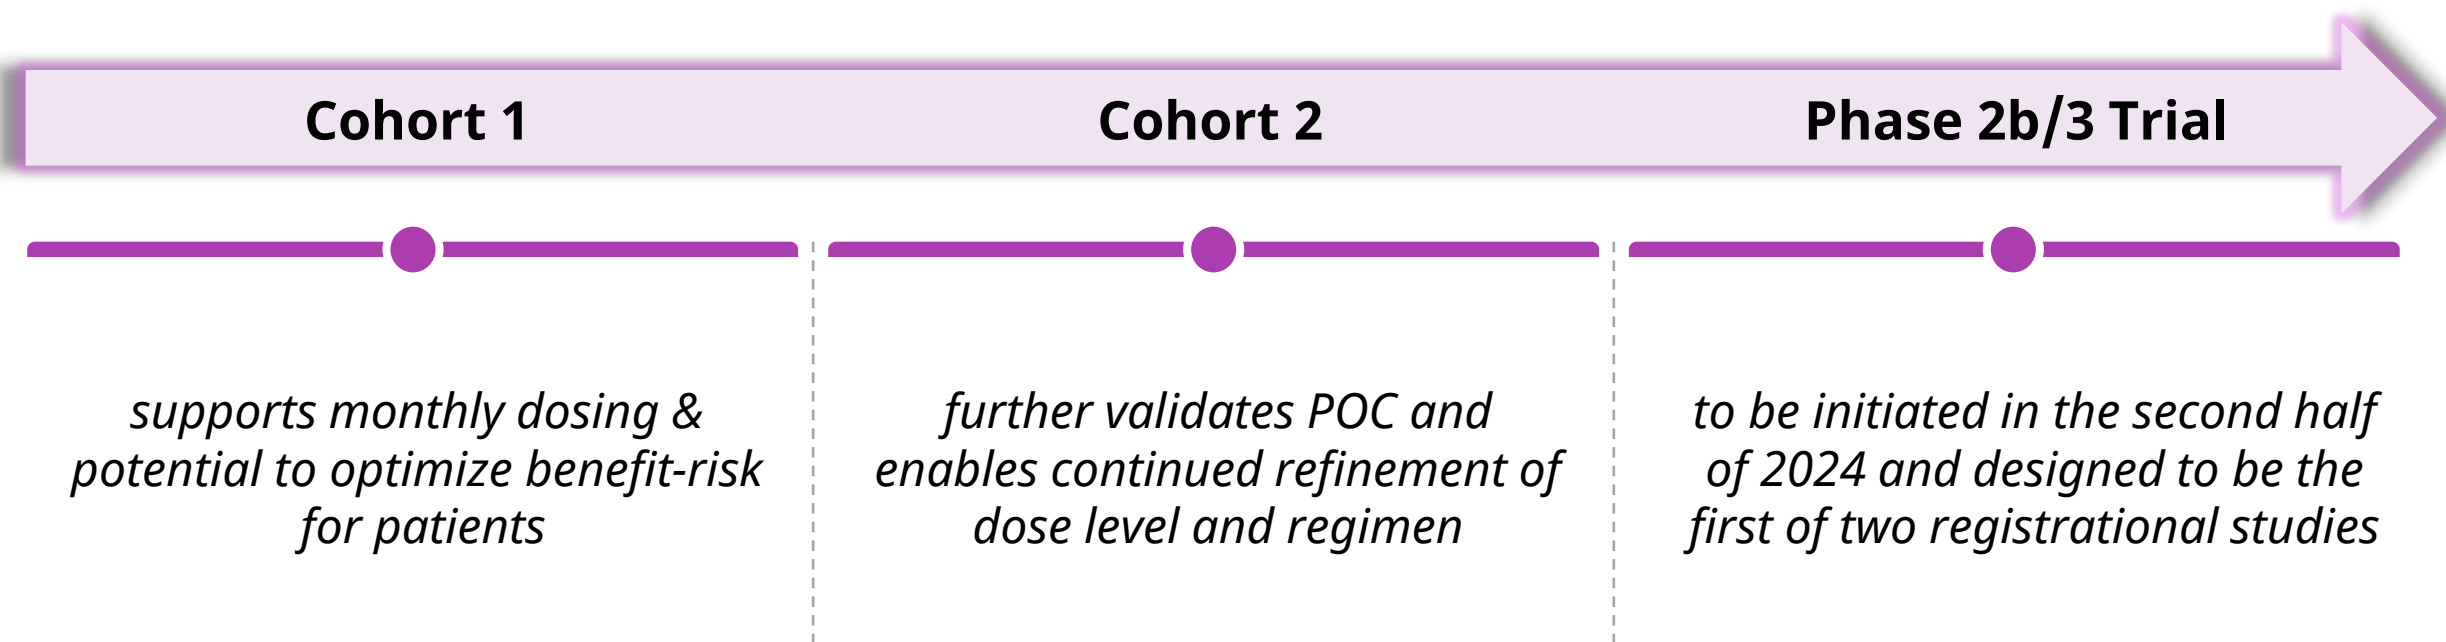 Cohort 1
Cohort 2
Phase 2b/3 Trial
supports monthly dosing &
potential to optimize benefit-risk
for patients
further validates POC and
enables continued refinement of
dose level and regimen
to be initiated in the second half
of 2024 and designed to be the
first of two registrational studies